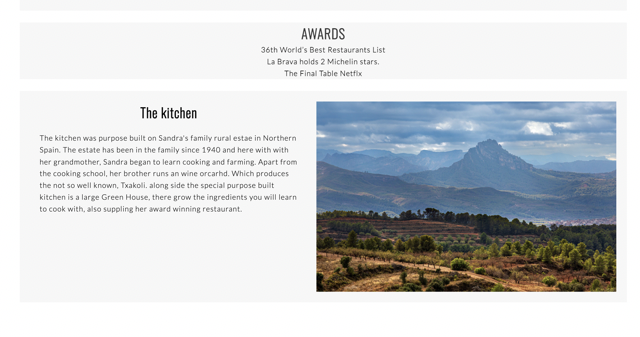 AWARDS
36th World's Best Restaurants List
La Brava holds 2 Michelin stars.
The Final Table Netflx
The kitchen
The kitchen was purpose built on Sandra's family rural estae in Northern
Spain. The estate has been in the family since 1940 and here with with
her grandmother, Sandra began to learn cooking and farming. Apart from
the cooking school, her brother runs an wine orcarhd. Which produces
the not so well known, Txakoli. along side the special purpose built
kitchen is a large Green House, there grow the ingredients you will learn
to cook with, also suppling her award winning restaurant.